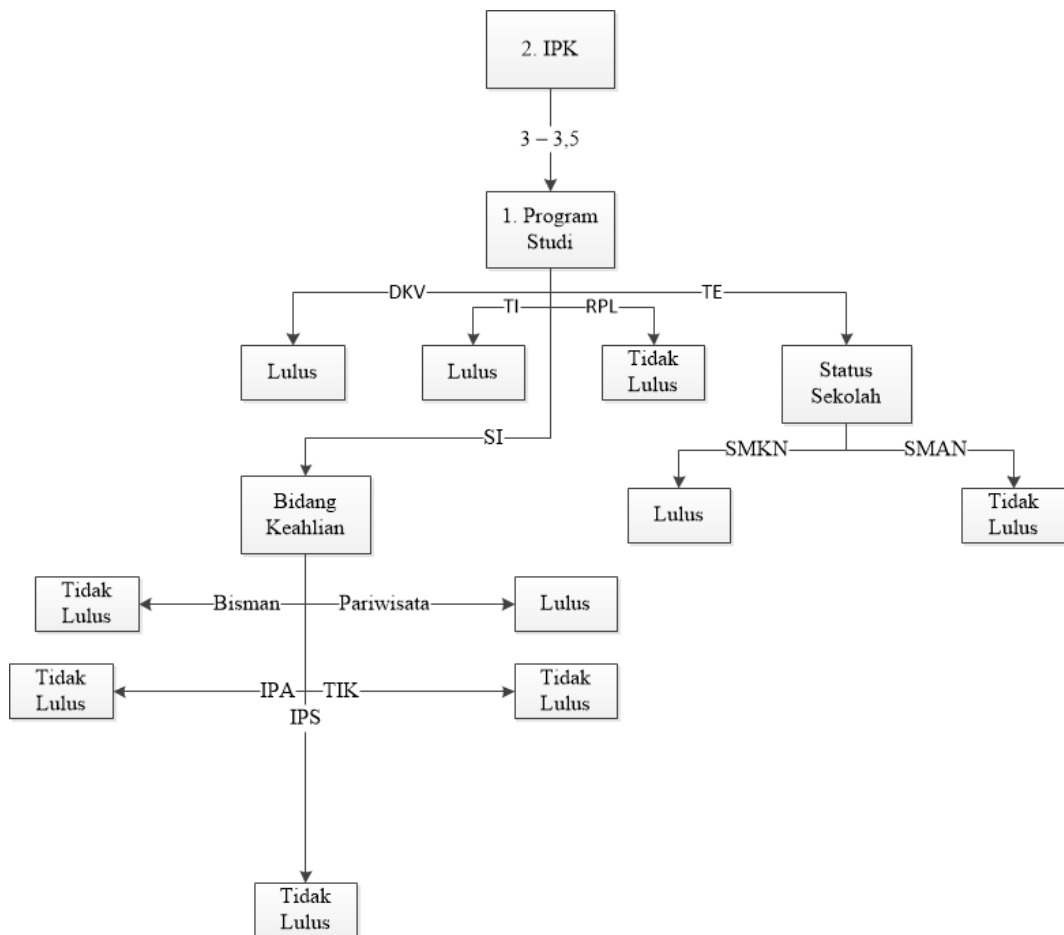 2. IPK
3 – 3,5
1. Program
Studi
DKV
TE
TI
RPL
Lulus
Lulus
Tidak
Lulus
Status
Sekolah
SI
SMKN
SMAN
Bidang
Keahlian
Lulus
Tidak
Lulus
Tidak
Lulus
Bisman
Pariwisata
Lulus
Tidak
Lulus
IPA
TIK
Tidak
Lulus
IPS
Tidak
Lulus